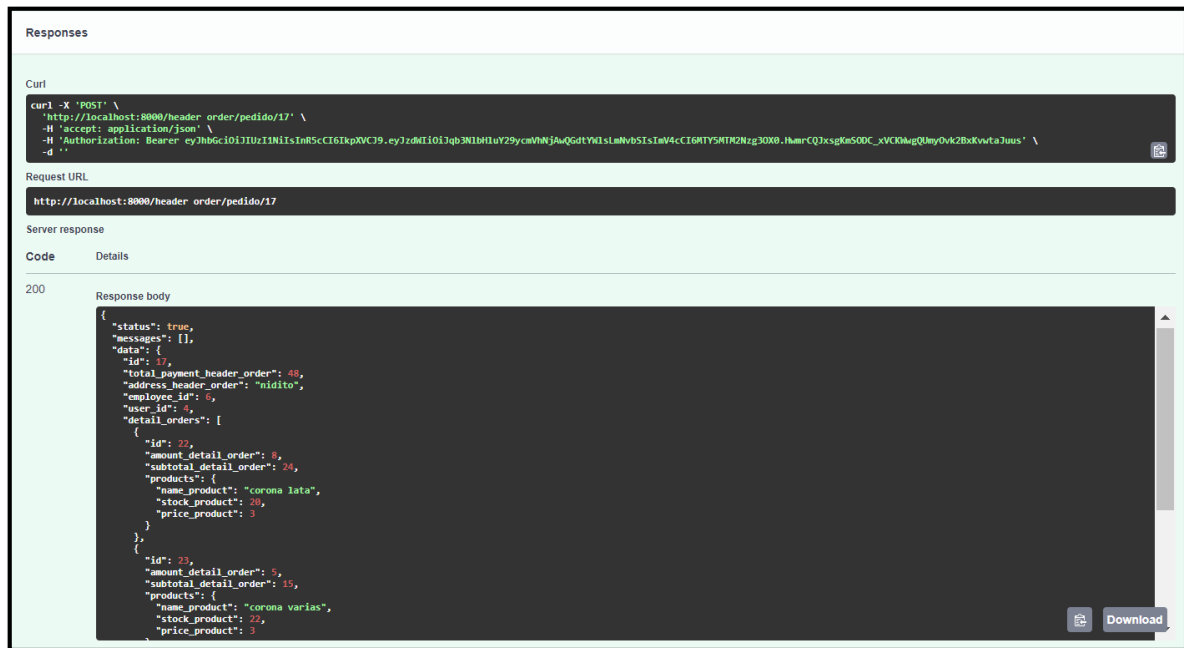 Responses
Curl
curl -X 'POST' \
'http://localhost:8000/header order/pedido/17' \
-H 'accept: application/json' \
-H 'Authorization: Bearer \
-d ''
Request URL
http://localhost:8000/header order/pedido/17
Server response
Code Details
200
Response body
{
"status": true,
"messages": [],
"data": {
"id": 17,
"total_payment_header_order": 48,
"address_header_order": "nidito",
"employee_id": 6,
"user_id": 4,
"detail_orders": [
{
"id": 22,
"amount_detail_order": 8,
"subtotal_detail_order": 24,
"products": {
"name_product": "corona lata",
"stock_product": 20,
"price_product": 3
}
},
{
"id": 23,
"amount_detail_order": 5,
"subtotal_detail_order": 15,
"products": {
"name_product": "corona varias",
"stock_product": 22,
"price_product": 3
Download